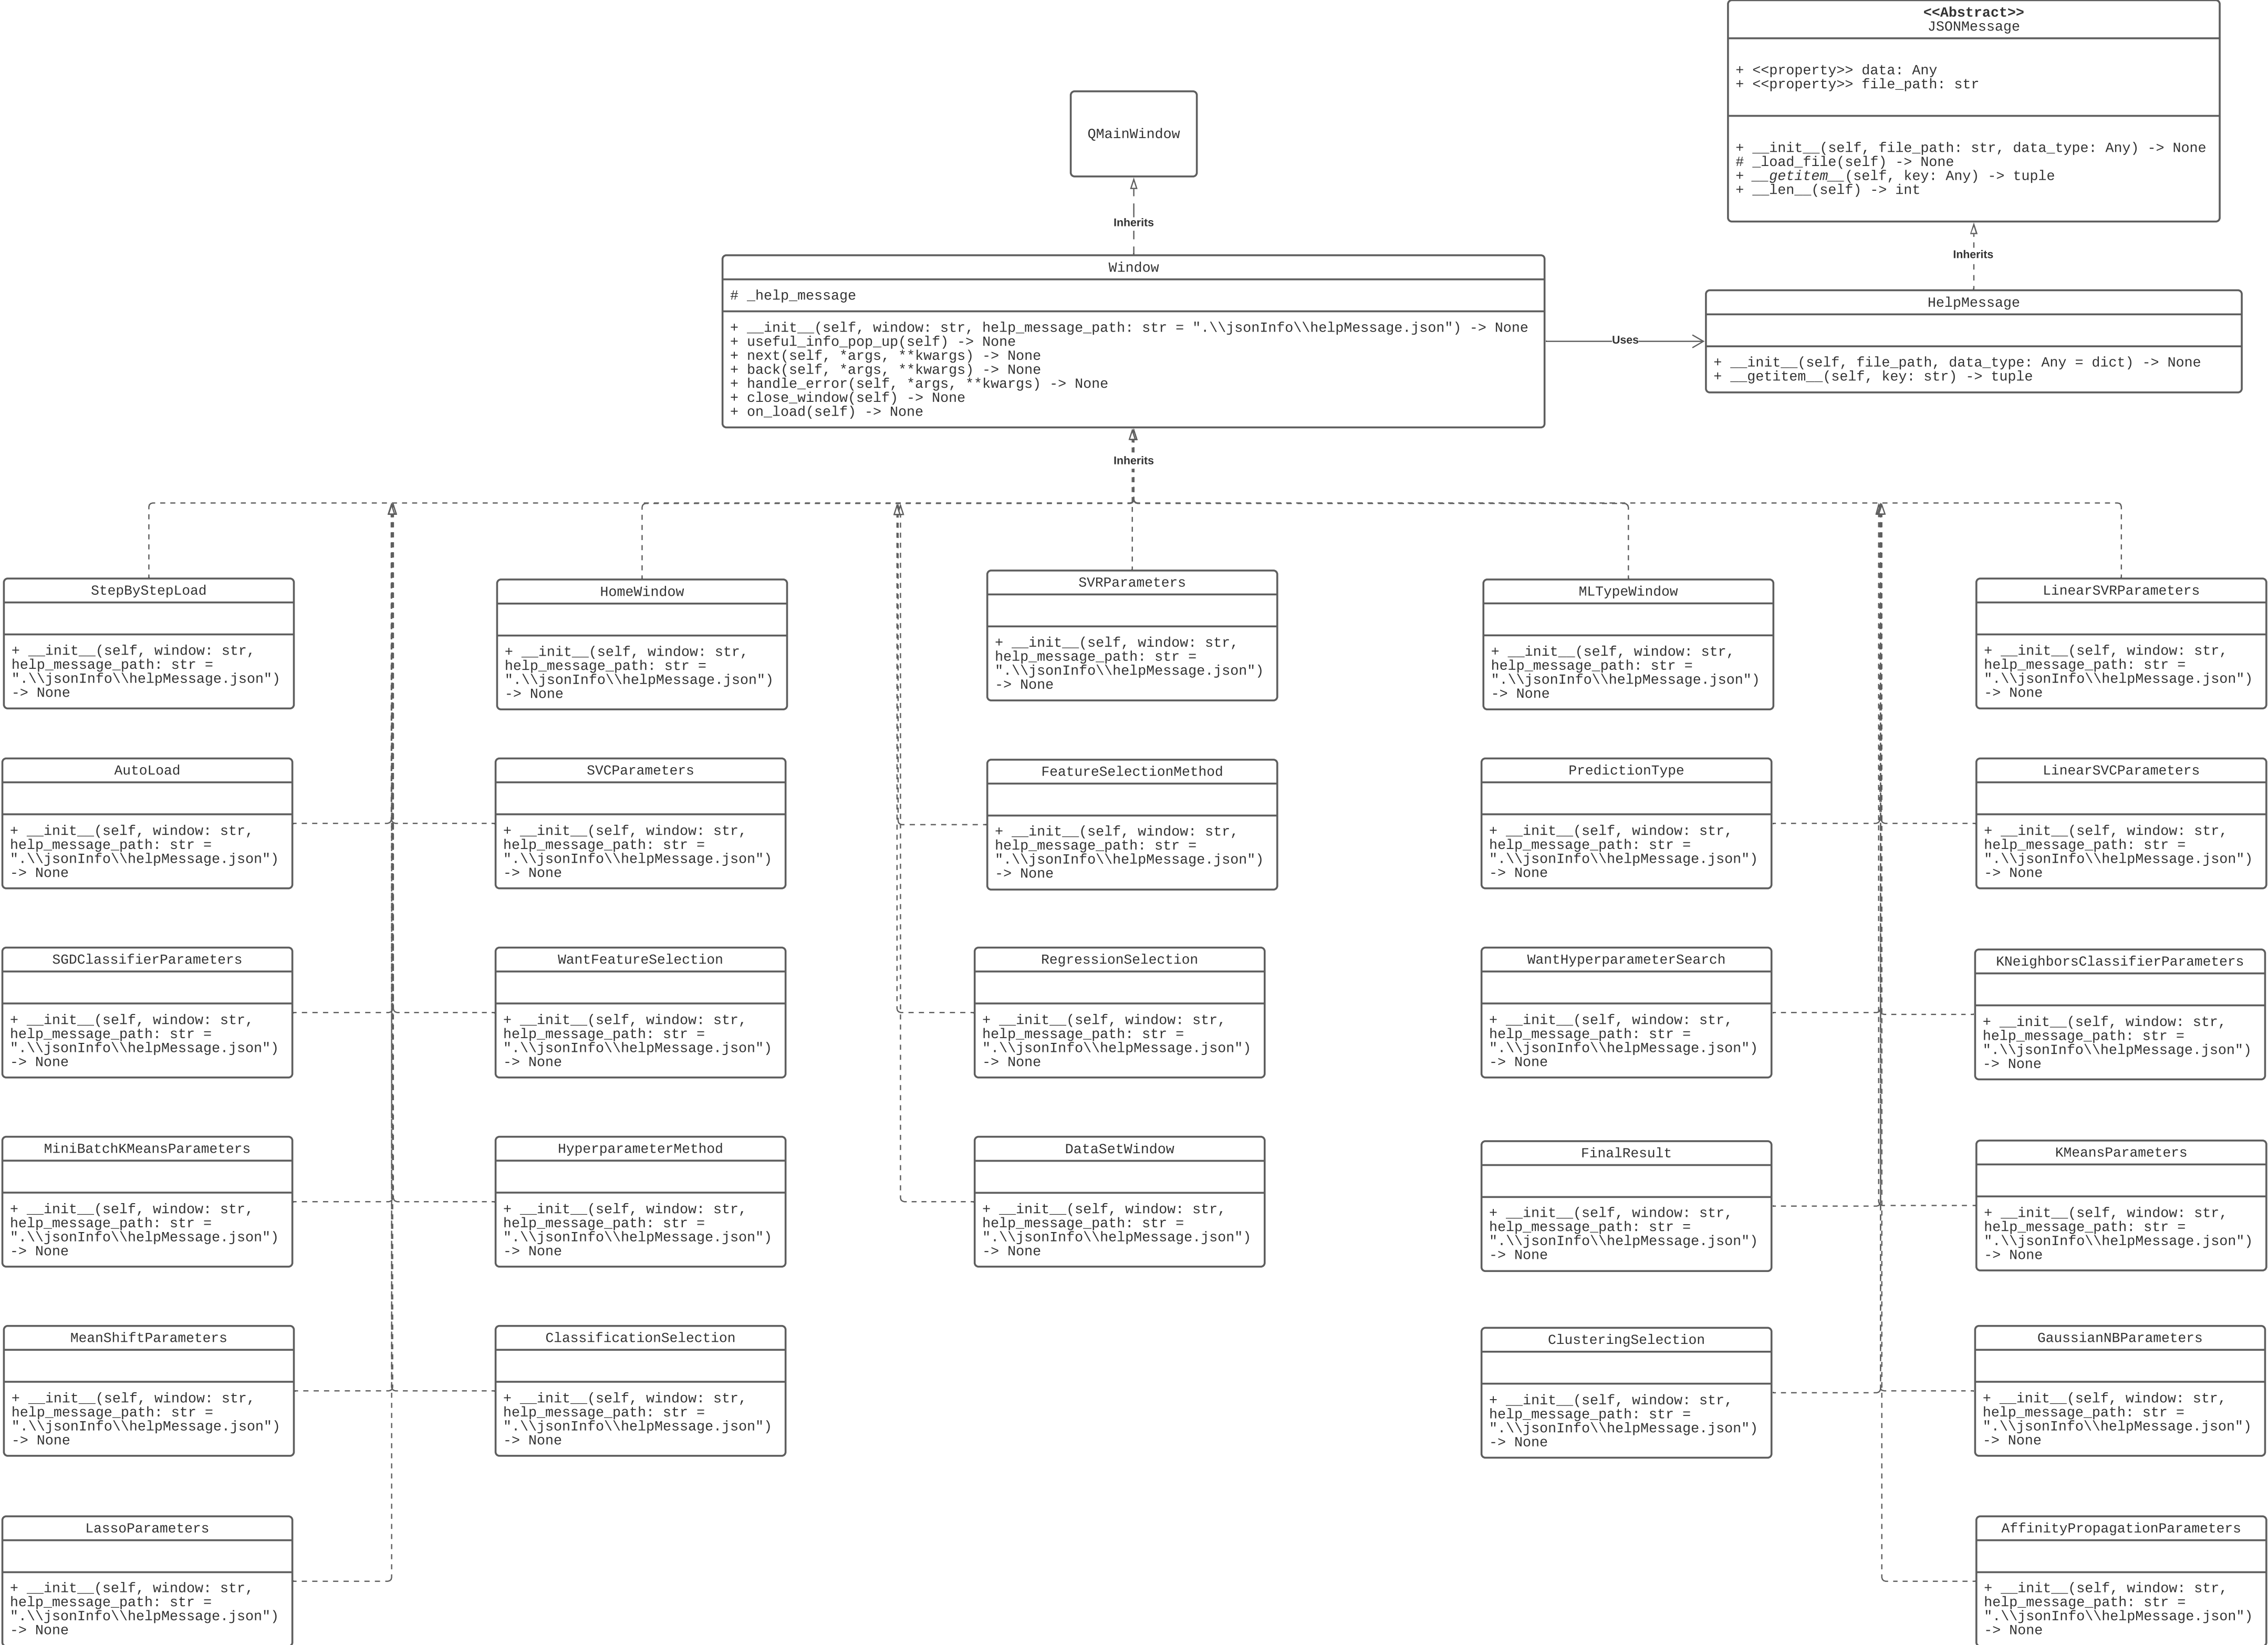 <<Abstract>>
JSONMessage
+ <<property>> data: Any
+ <<property>> file_path: str
+ __init__(self, file_path: str, data_type: Any) -> None
# _load_file(self) -> None
+ __getitem__(self, key: Any) -> tuple
+ __len__(self) -> int
QMainWindow
Inherits
Inherits
Window
# _help_message
+ __init__(self, window: str, help_message_path: str = ".\\jsonInfo\\helpMessage.json") -> None
+ useful_info_pop_up(self) -> None
+ next(self, *args, **kwargs) -> None
+ back(self, *args, **kwargs) -> None
+ handle_error(self, *args, **kwargs) -> None
+ close_window(self) -> None
+ on_load(self) -> None
Uses
HelpMessage
+ __init__(self, file_path, data_type: Any = dict) -> None
+ __getitem__(self, key: str) -> tuple
Inherits
StepByStepLoad
+ __init__(self, window: str,
help_message_path: str =
".\\jsonInfo\\helpMessage.json")
-> None
HomeWindow
+ __init__(self, window: str,
help_message_path: str =
".\\jsonInfo\\helpMessage.json")
-> None
SVRParameters
+ __init__(self, window: str,
help_message_path: str =
".\\jsonInfo\\helpMessage.json")
-> None
MLTypeWindow
+ __init__(self, window: str,
help_message_path: str =
".\\jsonInfo\\helpMessage.json")
-> None
LinearSVRParameters
+ __init__(self, window: str,
help_message_path: str =
".\\jsonInfo\\helpMessage.json")
-> None
AutoLoad
+ __init__(self, window: str,
help_message_path: str =
".\\jsonInfo\\helpMessage.json")
-> None
SVCParameters
+ __init__(self, window: str,
help_message_path: str =
".\\jsonInfo\\helpMessage.json")
-> None
FeatureSelectionMethod
+ __init__(self, window: str,
help_message_path: str =
".\\jsonInfo\\helpMessage.json")
-> None
PredictionType
+ __init__(self, window: str,
help_message_path: str =
".\\jsonInfo\\helpMessage.json")
-> None
LinearSVCParameters
+ __init__(self, window: str,
help_message_path: str =
".\\jsonInfo\\helpMessage.json")
-> None
SGDClassifierParameters
+ __init__(self, window: str,
help_message_path: str =
".\\jsonInfo\\helpMessage.json")
-> None
WantFeatureSelection
+ __init__(self, window: str,
help_message_path: str =
".\\jsonInfo\\helpMessage.json")
-> None
RegressionSelection
+ __init__(self, window: str,
help_message_path: str =
".\\jsonInfo\\helpMessage.json")
-> None
WantHyperparameterSearch
+ __init__(self, window: str,
help_message_path: str =
".\\jsonInfo\\helpMessage.json")
-> None
KNeighborsClassifierParameters
+ __init__(self, window: str,
help_message_path: str =
".\\jsonInfo\\helpMessage.json")
-> None
MiniBatchKMeansParameters
+ __init__(self, window: str,
help_message_path: str =
".\\jsonInfo\\helpMessage.json")
-> None
HyperparameterMethod
+ __init__(self, window: str,
help_message_path: str =
".\\jsonInfo\\helpMessage.json")
-> None
DataSetWindow
+ __init__(self, window: str,
help_message_path: str =
".\\jsonInfo\\helpMessage.json")
-> None
FinalResult
+ __init__(self, window: str,
help_message_path: str =
".\\jsonInfo\\helpMessage.json")
-> None
KMeansParameters
+ __init__(self, window: str,
help_message_path: str =
".\\jsonInfo\\helpMessage.json")
-> None
MeanShiftParameters
+ __init__(self, window: str,
help_message_path: str =
".\\jsonInfo\\helpMessage.json")
-> None
ClassificationSelection
+ __init__(self, window: str,
help_message_path: str =
".\\jsonInfo\\helpMessage.json")
-> None
ClusteringSelection
+ __init__(self, window: str,
help_message_path: str =
".\\jsonInfo\\helpMessage.json")
-> None
GaussianNBParameters
+ __init__(self, window: str,
help_message_path: str =
".\\jsonInfo\\helpMessage.json")
-> None
LassoParameters
+ __init__(self, window: str,
help_message_path: str =
".\\jsonInfo\\helpMessage.json")
-> None
AffinityPropagationParameters
+ __init__(self, window: str,
help_message_path: str =
".\\jsonInfo\\helpMessage.json")
-> None